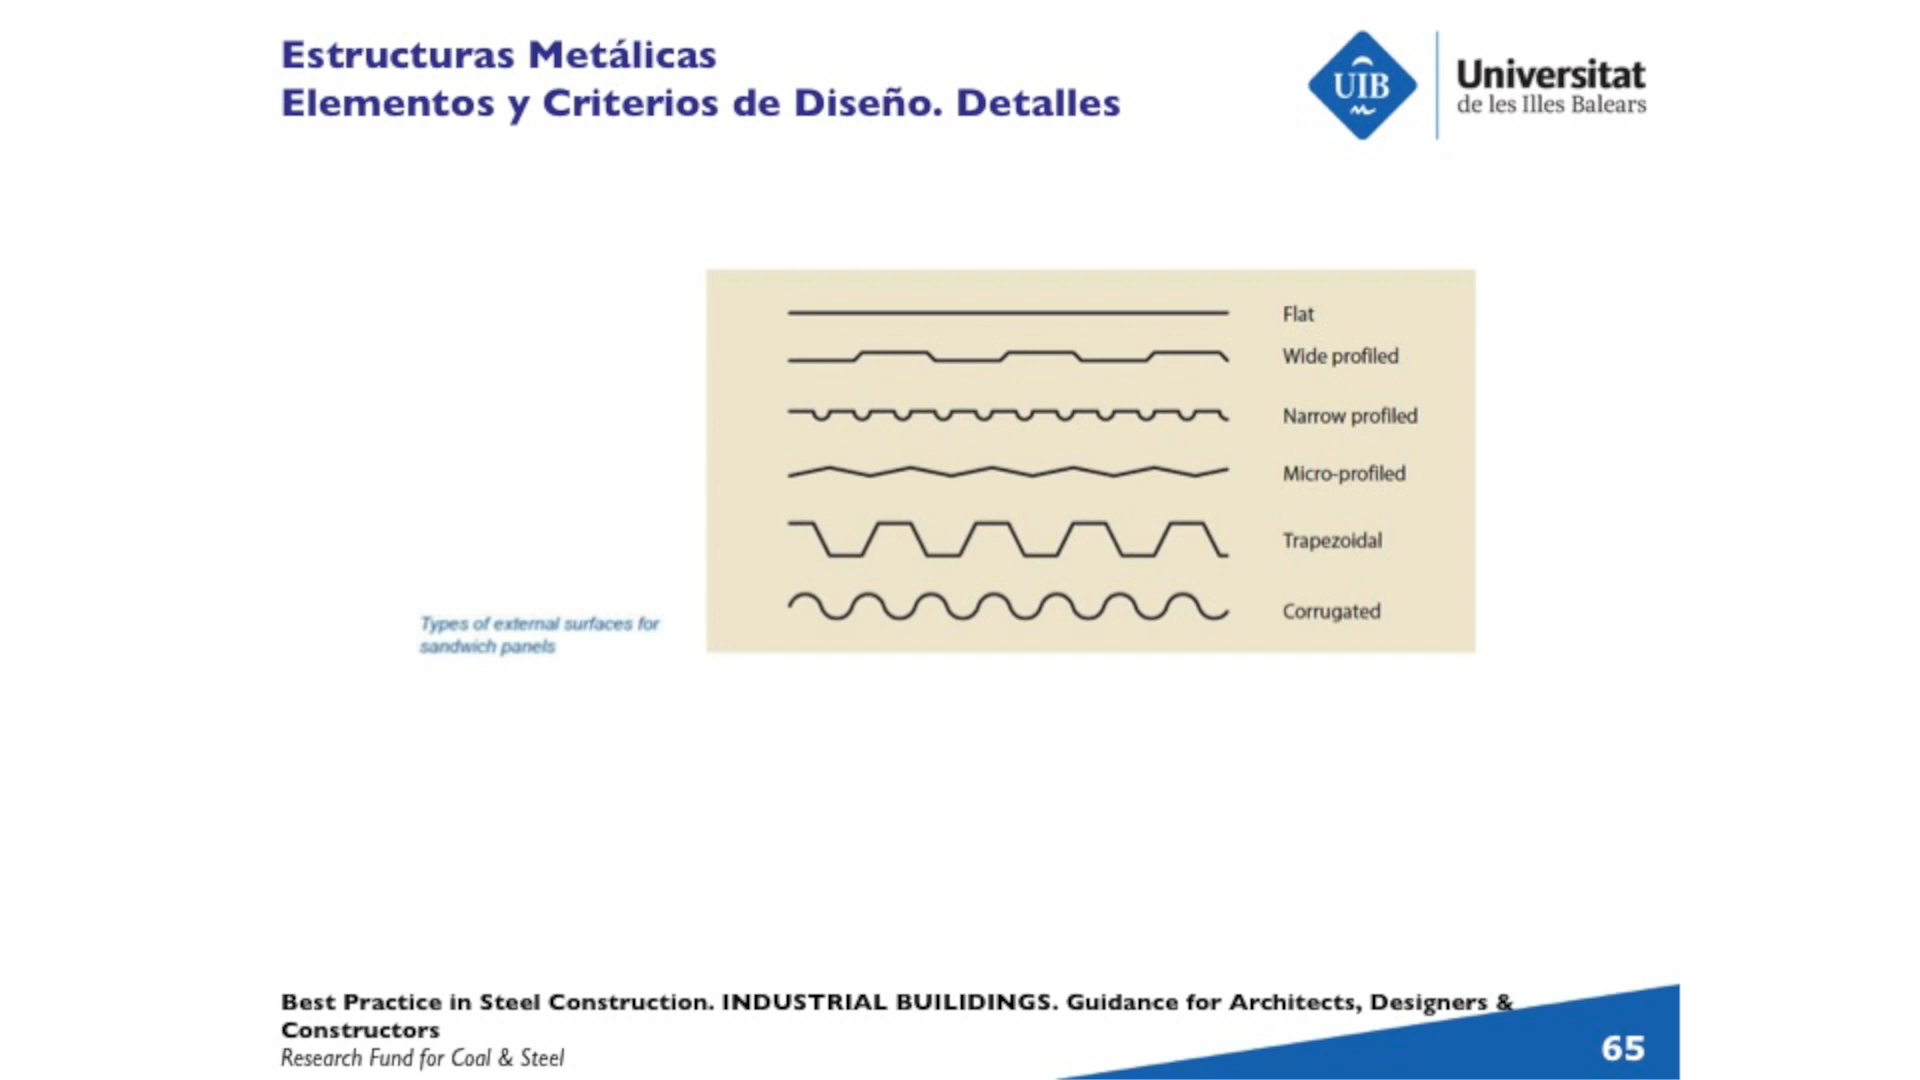 Estructuras Metálicas
Elementos y Criterios de Diseño. Detalles
UIB
Universitat
de les Illes Balears
Flat
Wide profiled
Narrow profiled
Micro-profiled
Trapezoidal
Corrugated
Types of external surfaces for
sandwich panels
Best Practice in Steel Construction. INDUSTRIAL BUILIDINGS. Guidance for Architects, Designers &
Constructors
Research Fund for Coal & Steel
65